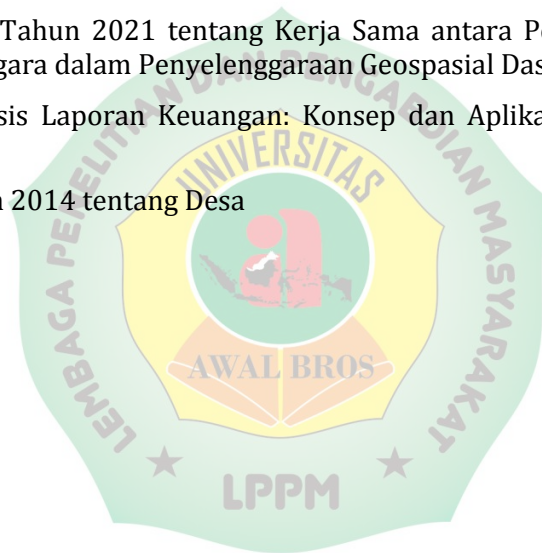 Tahun 2021 tentang Kerja Sama antara P
gara dalam Penyelenggaraan Geospasial Das
sis Laporan Keuangan: Konsep dan Aplika
2014 tentang Desa
LEMBAGA PENELITIAN DAN PENGABDIAN MASYARAKAT
UNIVERSITAS
a
AWAL BROS
LPPM